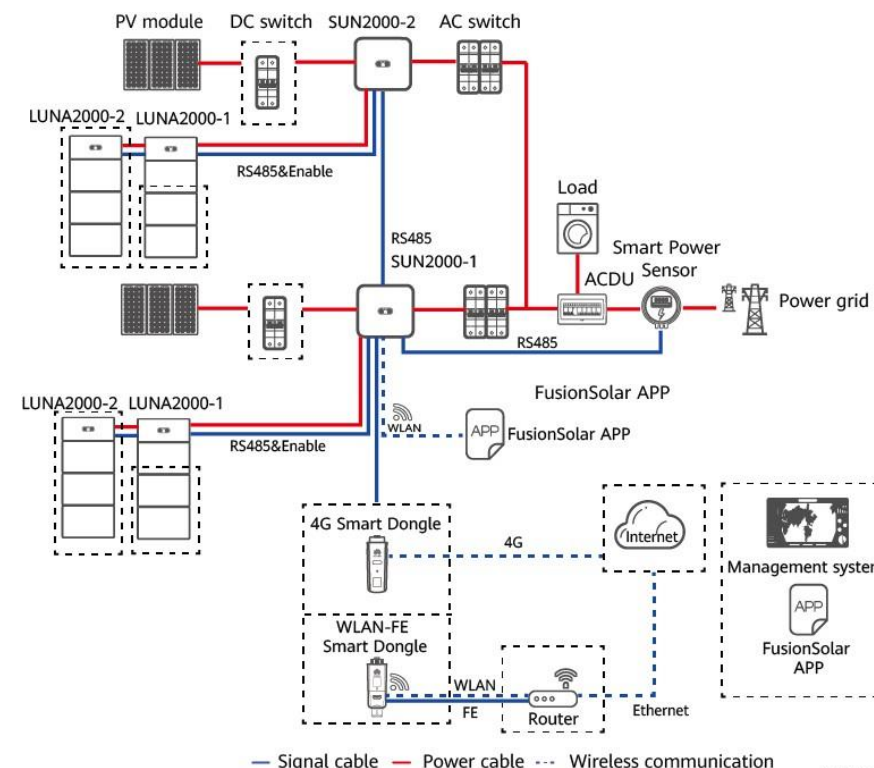 PV module
DC switch
SUN2000-2
AC switch
LUNA2000-2
LUNA2000-1
RS485&Enable
RS485
SUN2000-1
Load
Smart Power
Sensor
ACDU
Power grid
RS485
LUNA2000-2
LUNA2000-1
RS485&Enable
WLAN
FusionSolar APP
APP
FusionSolar APP
4G Smart Dongle
4G
Internet
Management system
APP
FusionSolar
APP
WLAN-FE
Smart Dongle
WLAN
FE
Router
Ethernet
Signal cable
Power cable
Wireless communication